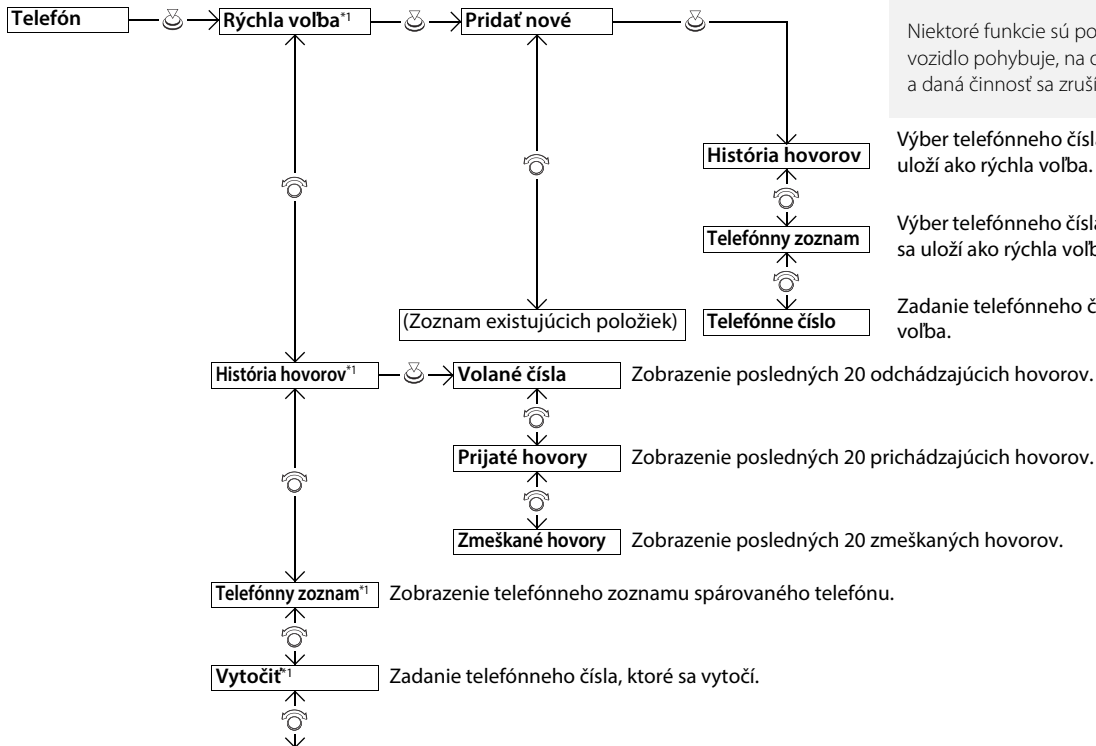 Telefón
Rýchla voľba*1
Pridať nové
Niektoré funkcie sú
vozidlo pohybuje, na
a daná činnosť sa zruší
História hovorov
Výber telefónneho
uloží ako rýchla voľba.
Telefónny zoznam
Výber telefónneho
sa uloží ako rýchla
(Zoznam existujúcich položiek)
Telefónne číslo
Zadanie telefónneho
voľba.
História hovorov*1
Volané čísla
Zobrazenie posledných 20 odchádzajúcich hovorov.
Prijaté hovory
Zobrazenie posledných 20 prichádzajúcich hovorov.
Zmeškané hovory
Zobrazenie posledných 20 zmeškaných hovorov.
Telefónny zoznam*1
Zobrazenie telefónneho zoznamu spárovaného telefónu.
Vytočiť*1
Zadanie telefónneho čísla, ktoré sa vytočí.